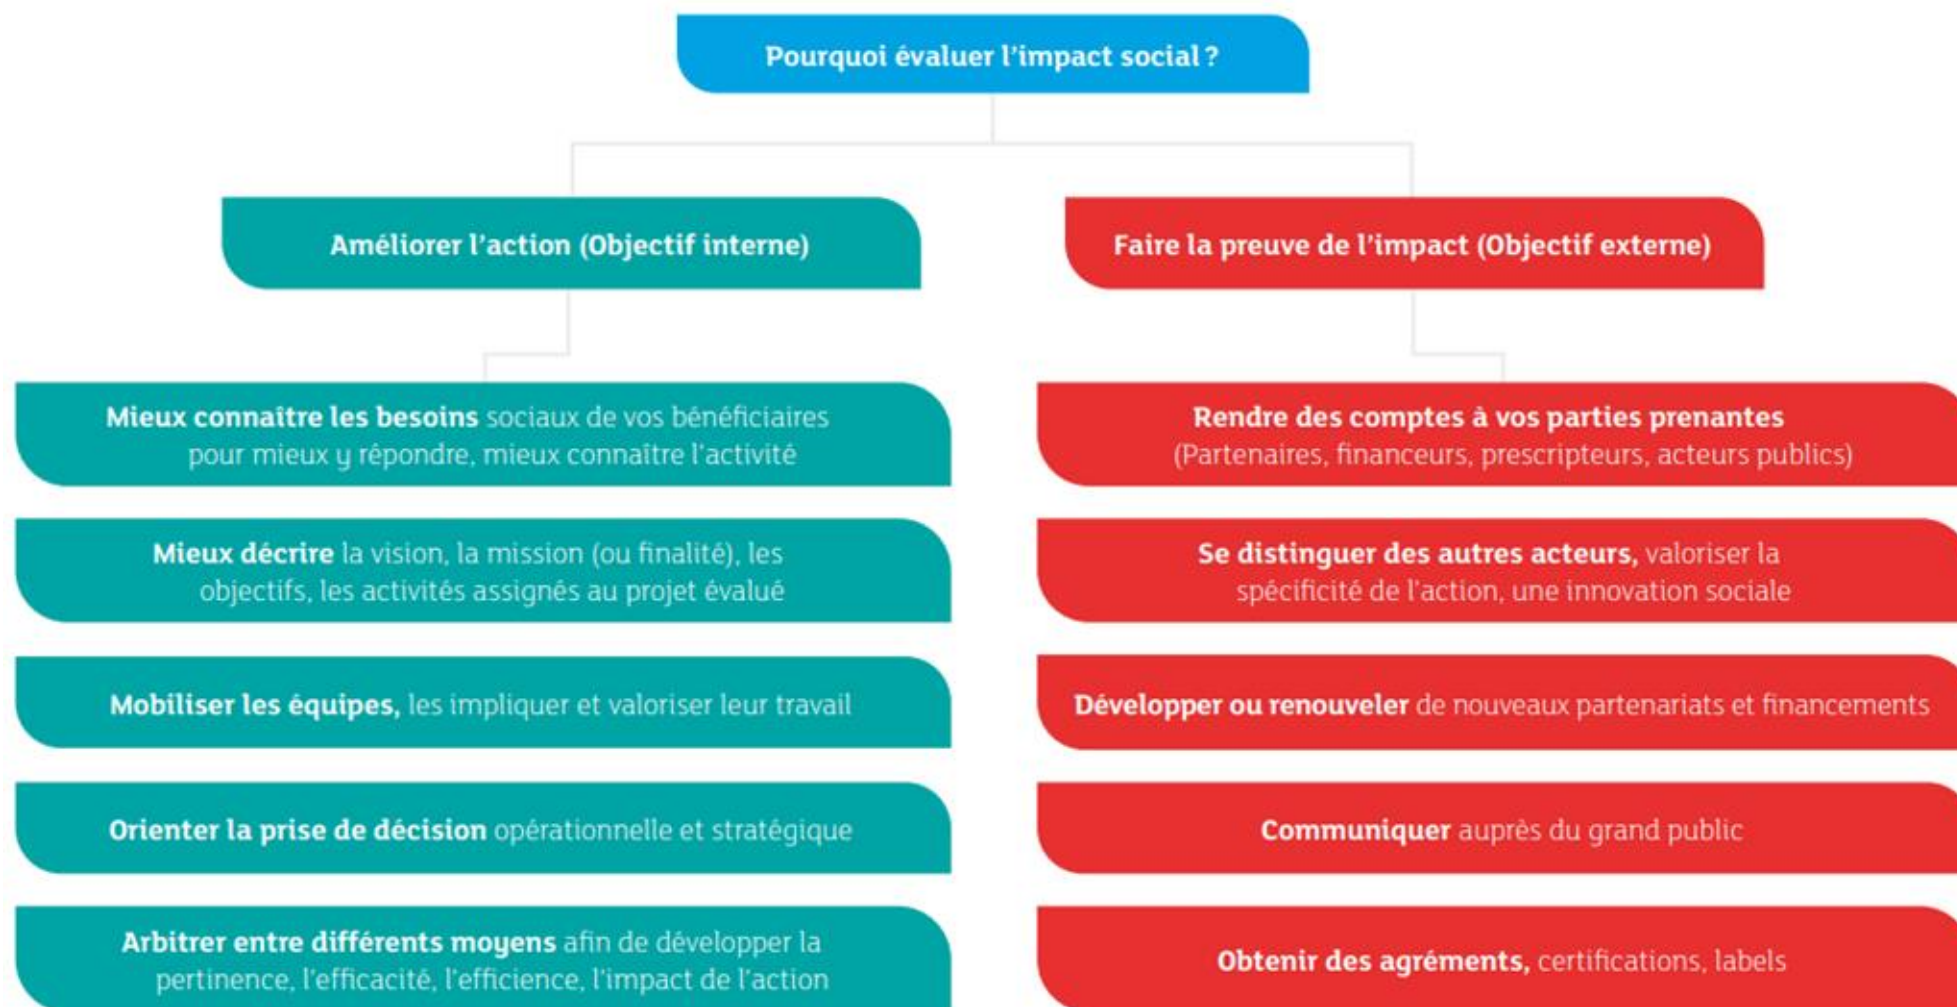 Pourquoi évaluer l'impact social ?
Améliorer l'action (Objectif interne)
Mieux connaître les besoins sociaux de vos bénéficiaires
pour mieux y répondre, mieux connaître l'activité
Mieux décrire la vision, la mission (ou finalité), les
objectifs, les activités assignés au projet évalué
Mobiliser les équipes, les impliquer et valoriser leur travail
Orienter la prise de décision opérationnelle et stratégique
Arbitrer entre différents moyens afin de développer la
pertinence, l'efficacité, l'efficience, l'impact de l'action
Faire la preuve de l'impact (Objectif externe)
Rendre des comptes à vos parties prenantes
(Partenaires, financeurs, prescripteurs, acteurs publics)
Se distinguer des autres acteurs, valoriser la
spécificité de l'action, une innovation sociale
Développer ou renouveler de nouveaux partenariats et financements
Communiquer auprès du grand public
Obtenir des agréments, certifications, labels